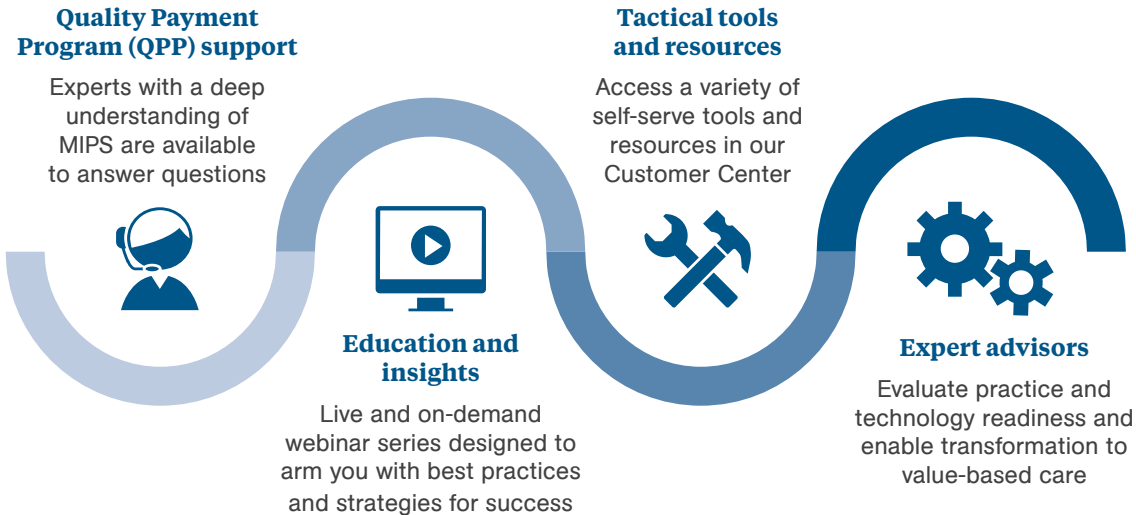 Quality Payment
Program (QPP) support
Experts with a deep
understanding of
MIPS are available
to answer questions
Education and
insights
Live and on-demand
webinar series designed to
arm you with best practices
and strategies for success
Tactical tools
and resources
Access a variety of
self-serve tools and
resources in our
Customer Center
Expert advisors
Evaluate practice and
technology readiness and
enable transformation to
value-based care